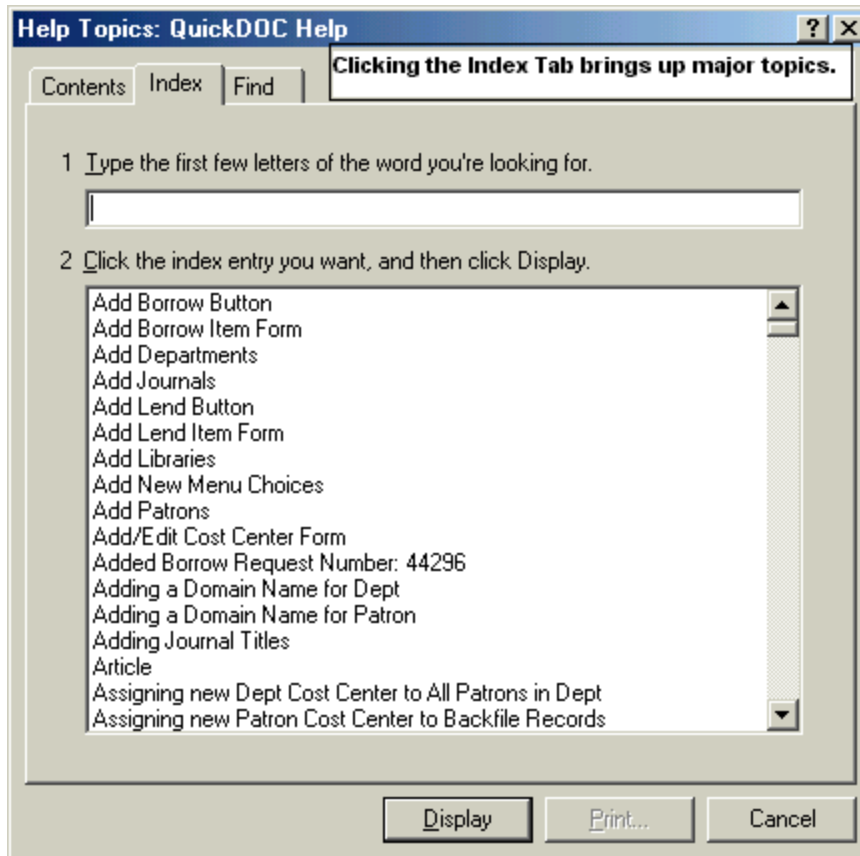 Help Topics: QuickDOC Help
Clicking the Index Tab brings up major topics.
Contents Index Find
1 Type the first few letters of the word you're looking for.
2 Click the index entry you want, and then click Display.
Add Borrow Button
Add Borrow Item Form
Add Departments
Add Journals
Add Lend Button
Add Lend Item Form
Add Libraries
Add New Menu Choices
Add Patrons
Add/Edit Cost Center Form
Added Borrow Request Number: 44296
Adding a Domain Name for Dept
Adding a Domain Name for Patron
Adding Journal Titles
Article
Assigning new Dept Cost Center to All Patrons in Dept
Assigning new Patron Cost Center to Backfile Records
Display Print... Cancel